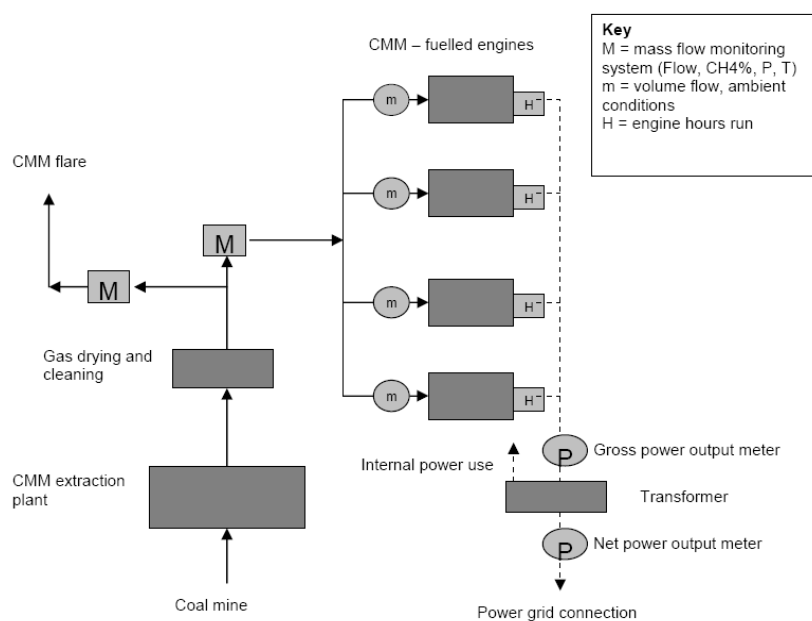 CMM – fuelled engines
Key
M = mass flow monitoring
system (Flow, CH4%, P, T)
m = volume flow, ambient
conditions
H = engine hours run
m
H
CMM flare
m
H
M
M
m
H
Gas drying and
cleaning
m
H
Internal power use
P
Gross power output meter
CMM extraction
plant
Transformer
P
Net power output meter
Coal mine
Power grid connection